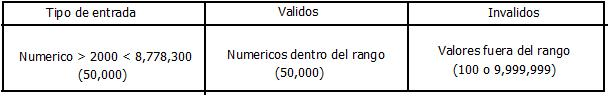 Tipo de entrada
Validos
Invalidos
Numerico > 2000 < 8,778,300
(50,000)
Numericos dentro del rango
(50,000)
Valores fuera del rango
(100 o 9,999,999)